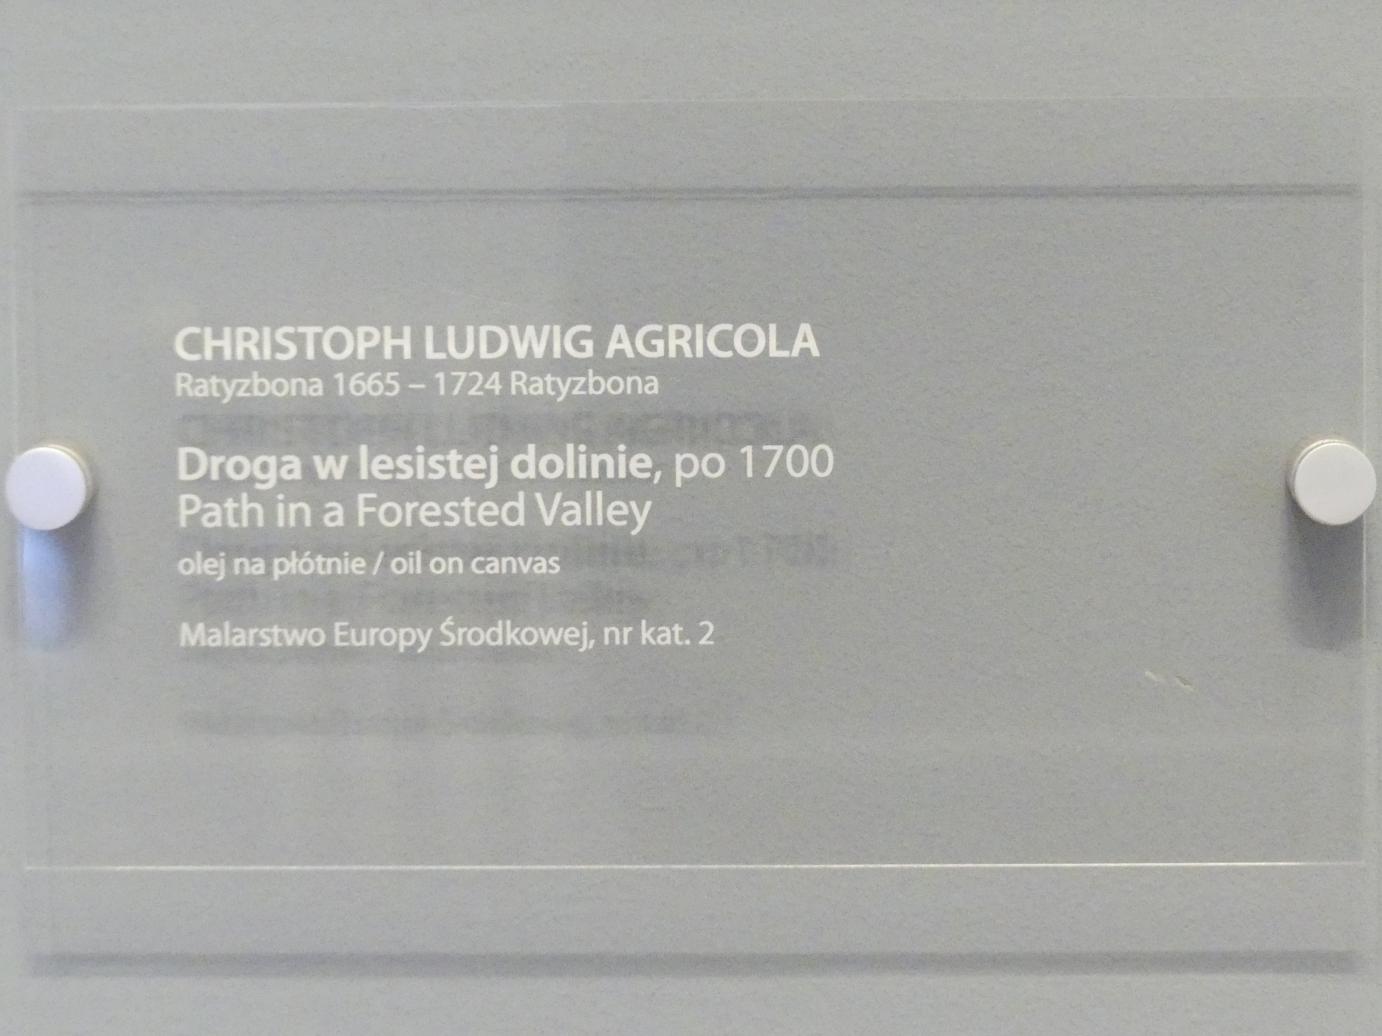 CHRISTOPH LUDWIG AGRICOLA
Ratyzbona 1665 – 1724 Ratyzbona
Droga w lesistej dolinie, po 1700
Path in a Forested Valley
olej na płótnie / oil on canvas
Malarstwo Europy Środkowej, nr kat. 2